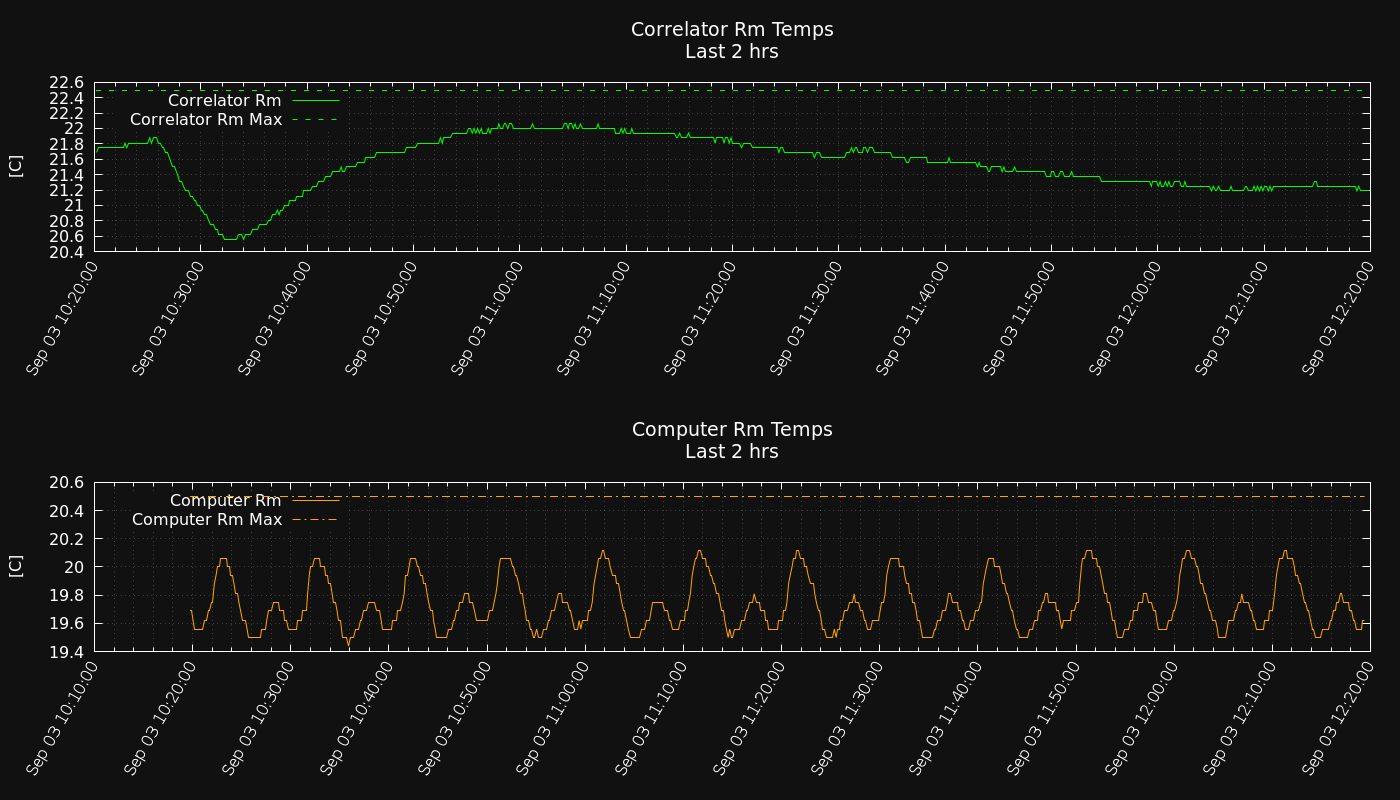 Correlator Rm Temps
Last 2 hrs
22.6
22.4
22.2
22
21.8
21.6
21.4
21.2
21
20.8
20.6
20.4
[C]
Correlator Rm
Correlator Rm Max
Sep 03 10:20:00
Sep 03 10:30:00
Sep 03 10:40:00
Sep 03 10:50:00
Sep 03 11:00:00
Sep 03 11:10:00
Sep 03 11:20:00
Sep 03 11:30:00
Sep 03 11:40:00
Sep 03 11:50:00
Sep 03 12:00:00
Sep 03 12:10:00
Sep 03 12:20:00
Computer Rm Temps
Last 2 hrs
20.6
20.4
20.2
20
19.8
19.6
19.4
[C]
Computer Rm
Computer Rm Max
Sep 03 10:10:00
Sep 03 10:20:00
Sep 03 10:30:00
Sep 03 10:40:00
Sep 03 10:50:00
Sep 03 11:00:00
Sep 03 11:10:00
Sep 03 11:20:00
Sep 03 11:30:00
Sep 03 11:40:00
Sep 03 11:50:00
Sep 03 12:00:00
Sep 03 12:10:00
Sep 03 12:20:00